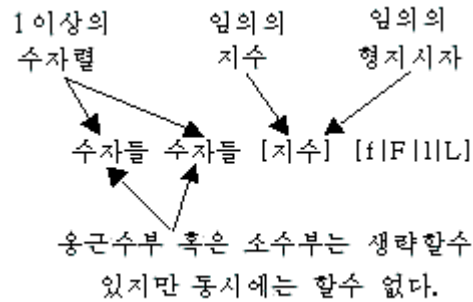 1이상의 임의의 임의의
수자렬 지수 형지시자
수자들 수자들 [지수] [f|F|l|L]
옹근수부 혹은 소수부는 생략할수
있지만 동시에는 할수 없다.